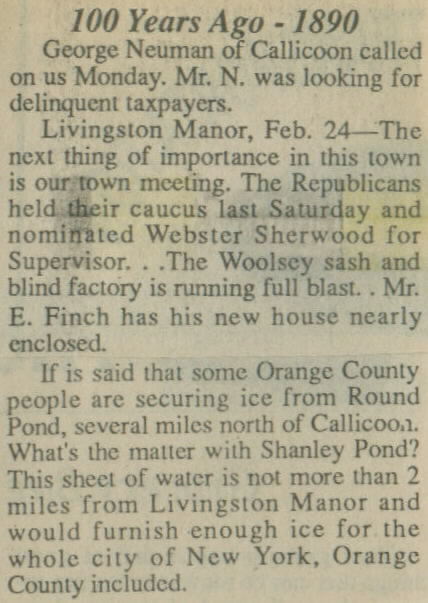 100 Years Ago - 1890
George Neuman of Callicoon called
on us Monday. Mr. N. was looking for
delinquent taxpayers.
Livingston Manor, Feb. 24—The
next thing of importance in this town
is our town meeting. The Republicans
held their caucus last Saturday and
nominated Webster Sherwood for
Supervisor. . .The Woolsey sash and
blind factory is running full blast. . Mr.
E. Finch has his new house nearly
enclosed.
If is said that some Orange County
people are securing ice from Round
Pond, several miles north of Callicoon.
What's the matter with Shanley Pond?
This sheet of water is not more than 2
miles from Livingston Manor and
would furnish enough ice for the
whole city of New York, Orange
County included.